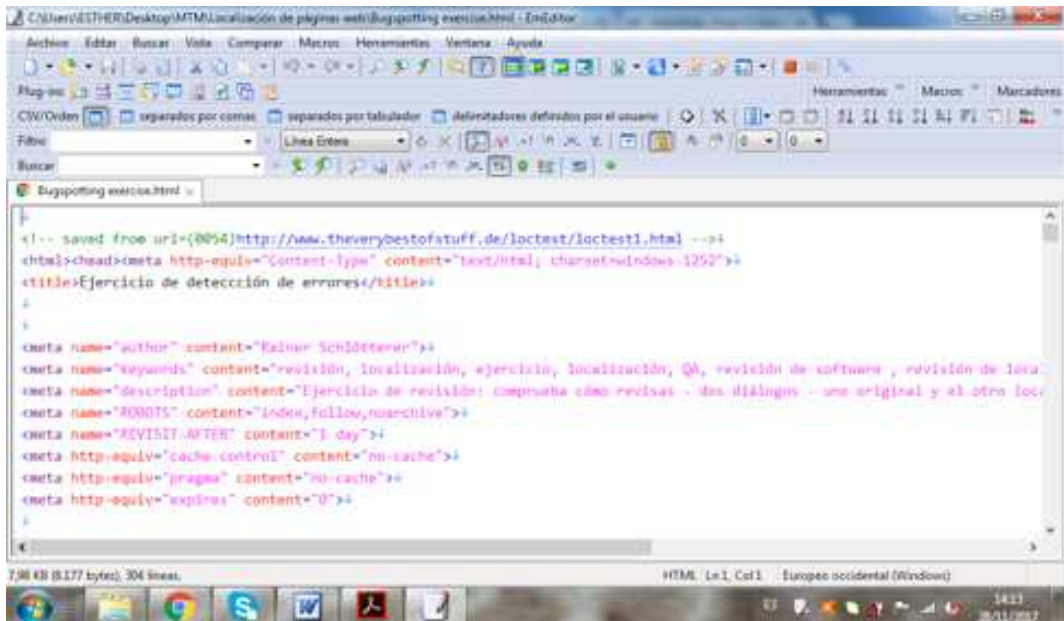 C:\Users\ESTHER\Desktop\MTM\Localización de páginas web\Bugspotting exercise.html - EmEditor
Archivo Editar Buscar Vista Comparar Macros Herramientas Ventana Ayuda
Plug-ins
Herramientas Macros Marcadores
CSV/Orden separados por comas separados por tabulador delimitadores definidos por el usuario
Filtro Línea Entera 0 0
Buscar
Bugspotting exercise.html
<!-- saved from url=(0054)http://www.theverybestofstuff.de/loctest/loctest1.html -->
<html><head><meta http-equiv="Content-Type" content="text/html; charset=windows-1252">
<title>Ejercicio de deteccción de errores</title>
<meta name="author" content="Rainer Schlötterer">
<meta name="keywords" content="revisión, localización, ejercicio, localización, QA, revisión de software , revisión de loca
<meta name="description" content="Ejercicio de revisión: comprueba cómo revisas - dos diálogos - uno original y el otro loc
<meta name="ROBOTS" content="index,follow,noarchive">
<meta name="REVISIT-AFTER" content="1 day">
<meta http-equiv="cache-control" content="no-cache">
<meta http-equiv="pragma" content="no-cache">
<meta http-equiv="expires" content="0">
7,98 KB (8.177 bytes), 304 líneas.
HTML Ln 1, Col 1 Europeo occidental (Windows)
ES 14:13